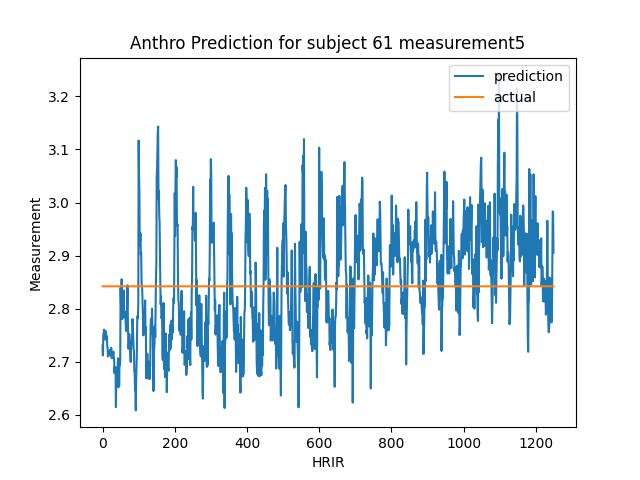 Anthro Prediction for subject 61 measurement5
prediction
actual
3.2
3.1
3.0
2.9
2.8
2.7
2.6
Measurement
0 200 400 600 800 1000 1200
HRIR